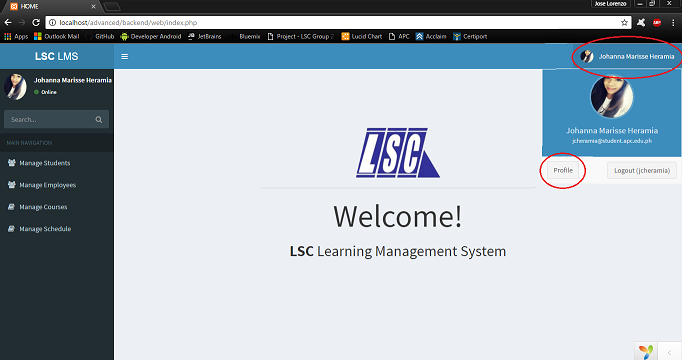 HOME
Jose Lorenzo
localhost/advanced/backend/web/index.php
Apps Outlook Mail GitHub Developer Android JetBrains Bluemix Project - LSC Group 2 Lucid Chart APC Acclaim Certiport
LSC LMS
Johanna Marisse Heramia
Johanna Marisse Heramia
Online
Search...
MAIN NAVIGATION
Manage Students
Manage Employees
Manage Courses
Manage Schedule
Johanna Marisse Heramia
jcheramia@student.apc.edu.ph
Profile
Logout (jcheramia)
LSC
Welcome!
LSC Learning Management System